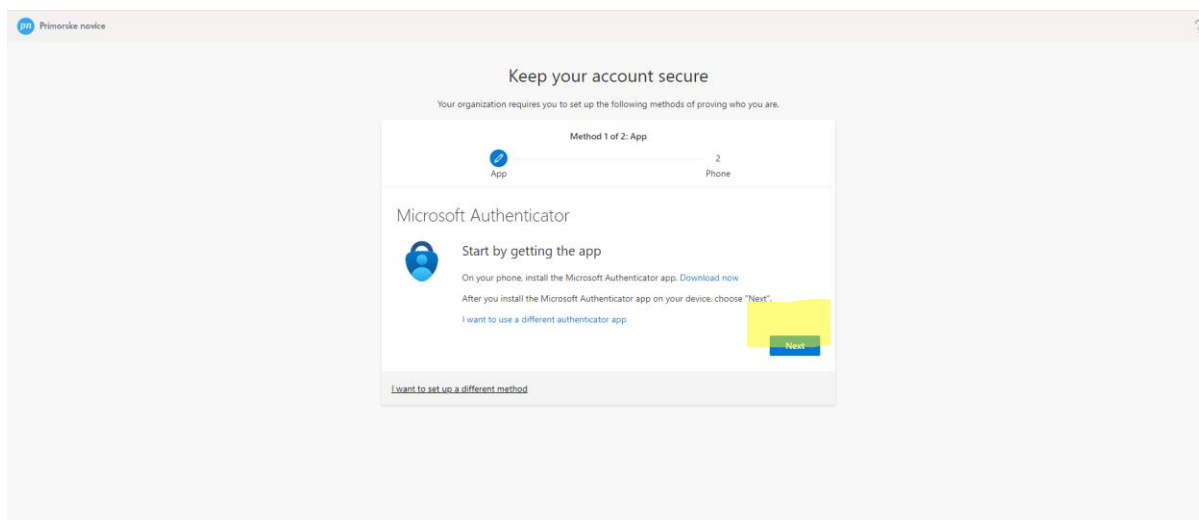 pn Primorske novice
?
Keep your account secure
Your organization requires you to set up the following methods of proving who you are.
Method 1 of 2: App
App
2
Phone
Microsoft Authenticator
Start by getting the app
On your phone, install the Microsoft Authenticator app. Download now
After you install the Microsoft Authenticator app on your device, choose "Next".
I want to use a different authenticator app
Next
I want to set up a different method